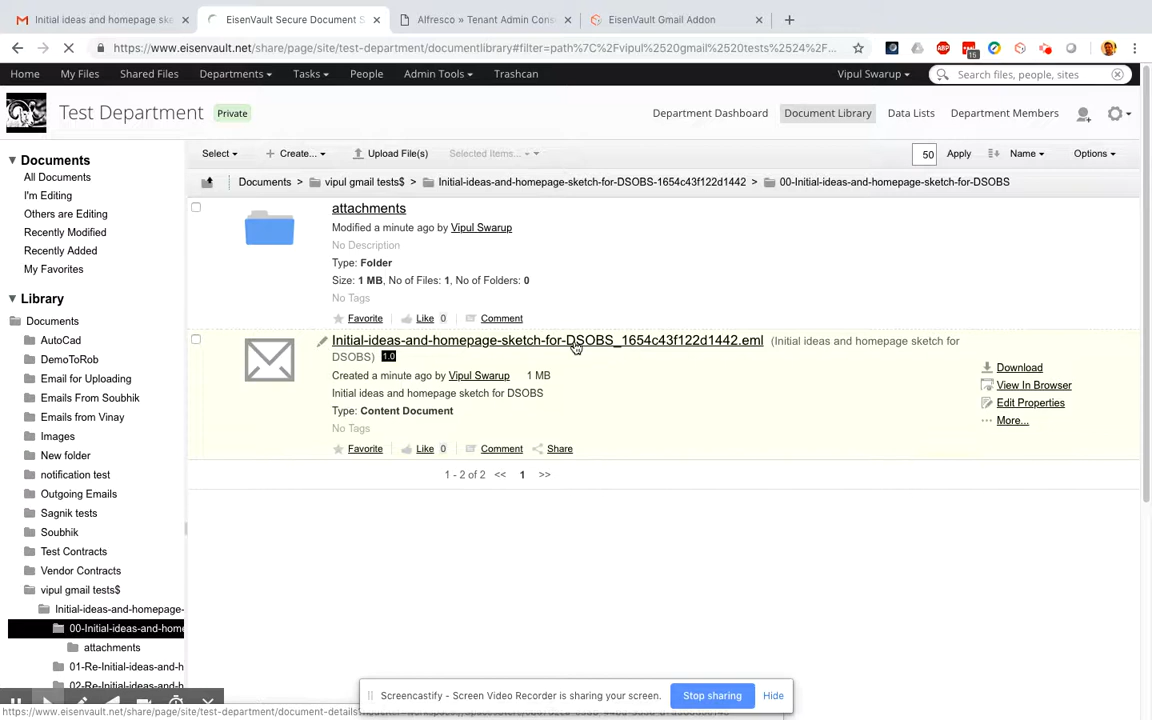 Initial ideas and homepage ske
EisenVault Secure Document S
Alfresco » Tenant Admin Cons
EisenVault Gmail Addon
https://www.eisenvault.net/share/page/site/test-department/documentlibrary#filter=path%7C%2Fvipul%2520gmail%2520tests%2524%2F...
ABP
15
Home
My Files
Shared Files
Departments
Tasks
People
Admin Tools
Trashcan
Vipul Swarup
Search files, people, sites
Test Department
Private
Department Dashboard
Document Library
Data Lists
Department Members
Select
Create...
Upload File(s)
Selected Items...
50
Apply
Name
Options
Documents > vipul gmail tests$ > Initial-ideas-and-homepage-sketch-for-DSOBS-1654c43f122d1442 > 00-Initial-ideas-and-homepage-sketch-for-DSOBS
Documents
All Documents
I'm Editing
Others are Editing
Recently Modified
Recently Added
My Favorites
Library
Documents
AutoCad
DemoToRob
Email for Uploading
Emails From Soubhik
Emails from Vinay
Images
New folder
notification test
Outgoing Emails
Sagnik tests
Soubhik
Test Contracts
Vendor Contracts
vipul gmail tests$
Initial-ideas-and-homepage-
00-Initial-ideas-and-home
attachments
01-Re-Initial-ideas-and-h
02-Re-Initial-ideas-and-h
attachments
Modified a minute ago by Vipul Swarup
No Description
Type: Folder
Size: 1 MB, No of Files: 1, No of Folders: 0
No Tags
Favorite
Like 0
Comment
Initial-ideas-and-homepage-sketch-for-DSOBS_1654c43f122d1442.eml (Initial ideas and homepage sketch for
DSOBS) 1.0
Created a minute ago by Vipul Swarup 1 MB
Initial ideas and homepage sketch for DSOBS
Type: Content Document
No Tags
Favorite
Like 0
Comment
Share
Download
View In Browser
Edit Properties
More...
1 - 2 of 2 << 1 >>
Screencastify - Screen Video Recorder is sharing your screen.
Stop sharing
Hide